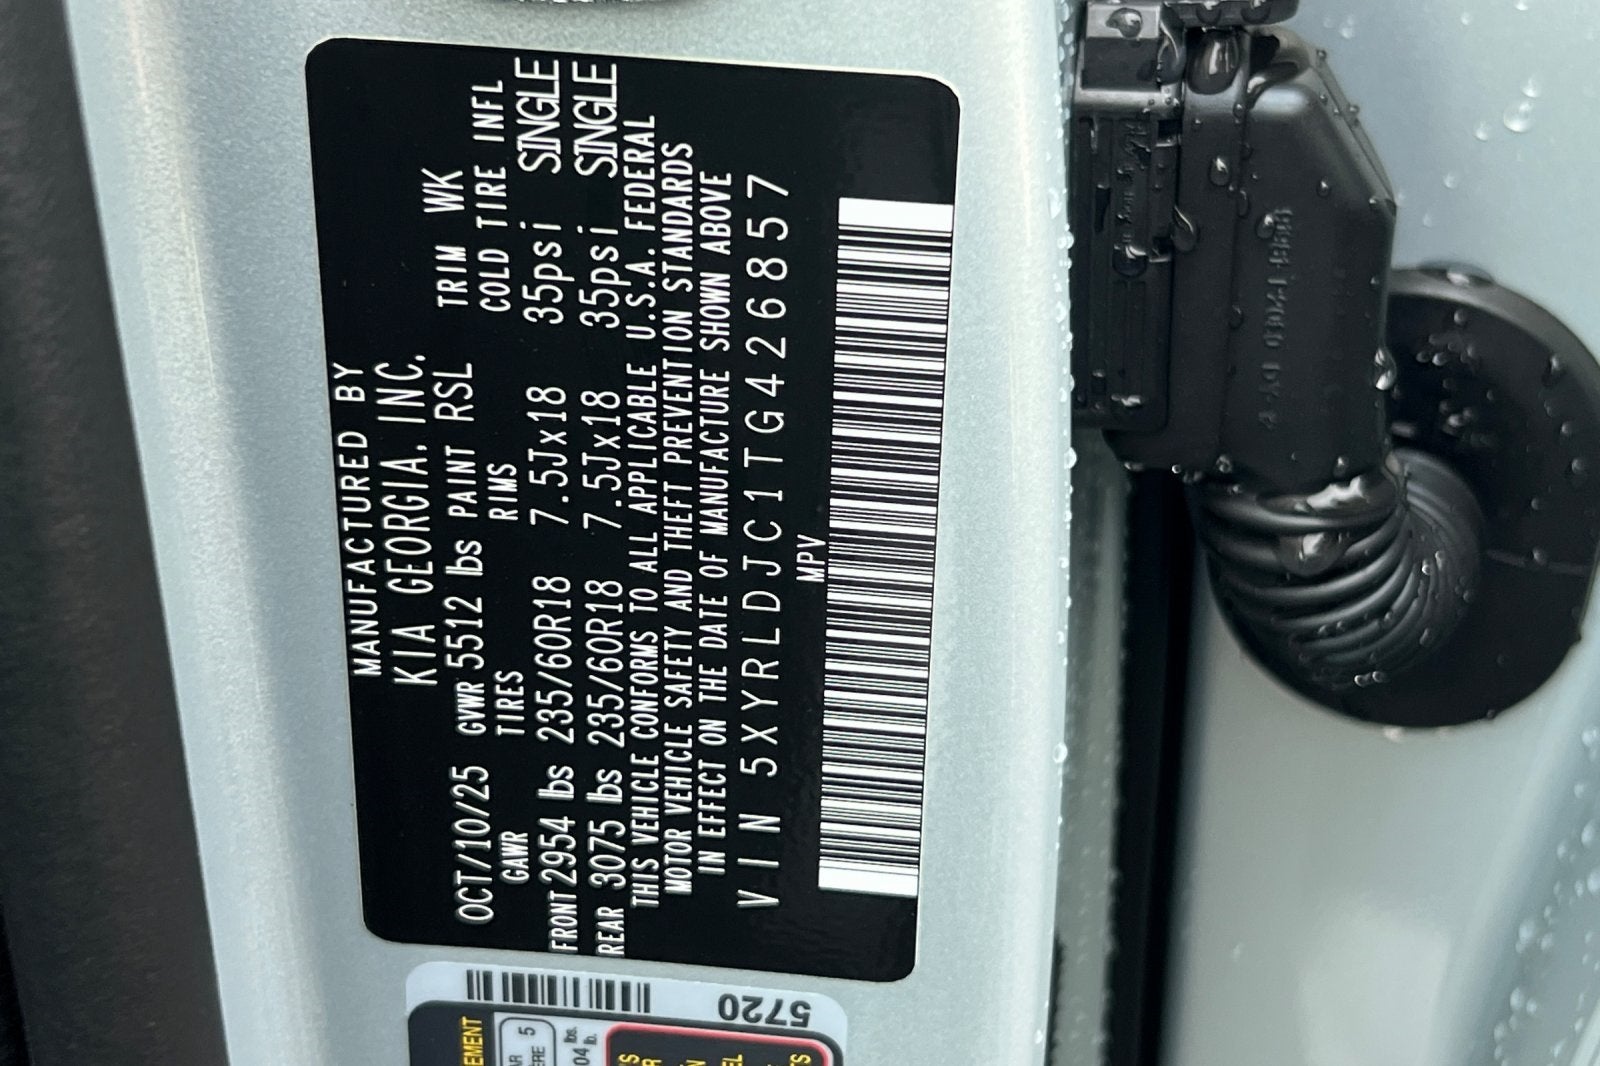 MANUFACTURED BY
KIA GEORGIA, INC.
OCT/10/25 GVWR 5512 lbs PAINT RSL TRIM WK
GAWR TIRES RIMS COLD TIRE INFL
FRONT 2954 lbs 235/60R18 7.5Jx18 35psi SINGLE
REAR 3075 lbs 235/60R18 7.5Jx18 35psi SINGLE
THIS VEHICLE CONFORMS TO ALL APPLICABLE U.S.A. FEDERAL
MOTOR VEHICLE SAFETY AND THEFT PREVENTION STANDARDS
IN EFFECT ON THE DATE OF MANUFACTURE SHOWN ABOVE
VIN 5XYRLDJC1TG426857
MPV
5720
5